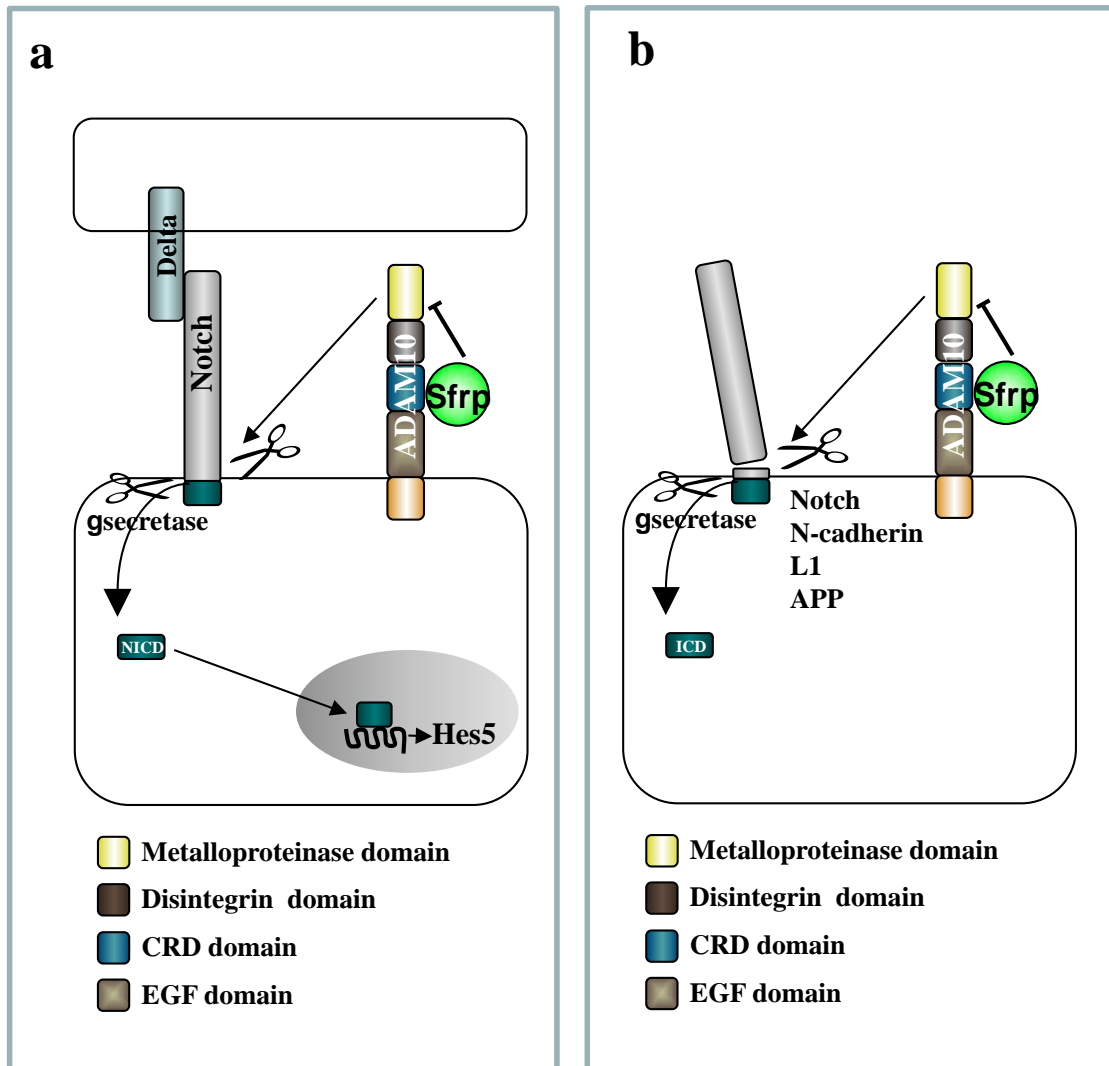 a
Delta
Notch
ADAM10
Sfrp
gsecretase
NICD
Hes5
Metalloproteinase domain
Disintegrin domain
CRD domain
EGF domain
b
ADAM10
Sfrp
gsecretase
Notch
N-cadherin
L1
APP
ICD
Metalloproteinase domain
Disintegrin domain
CRD domain
EGF domain